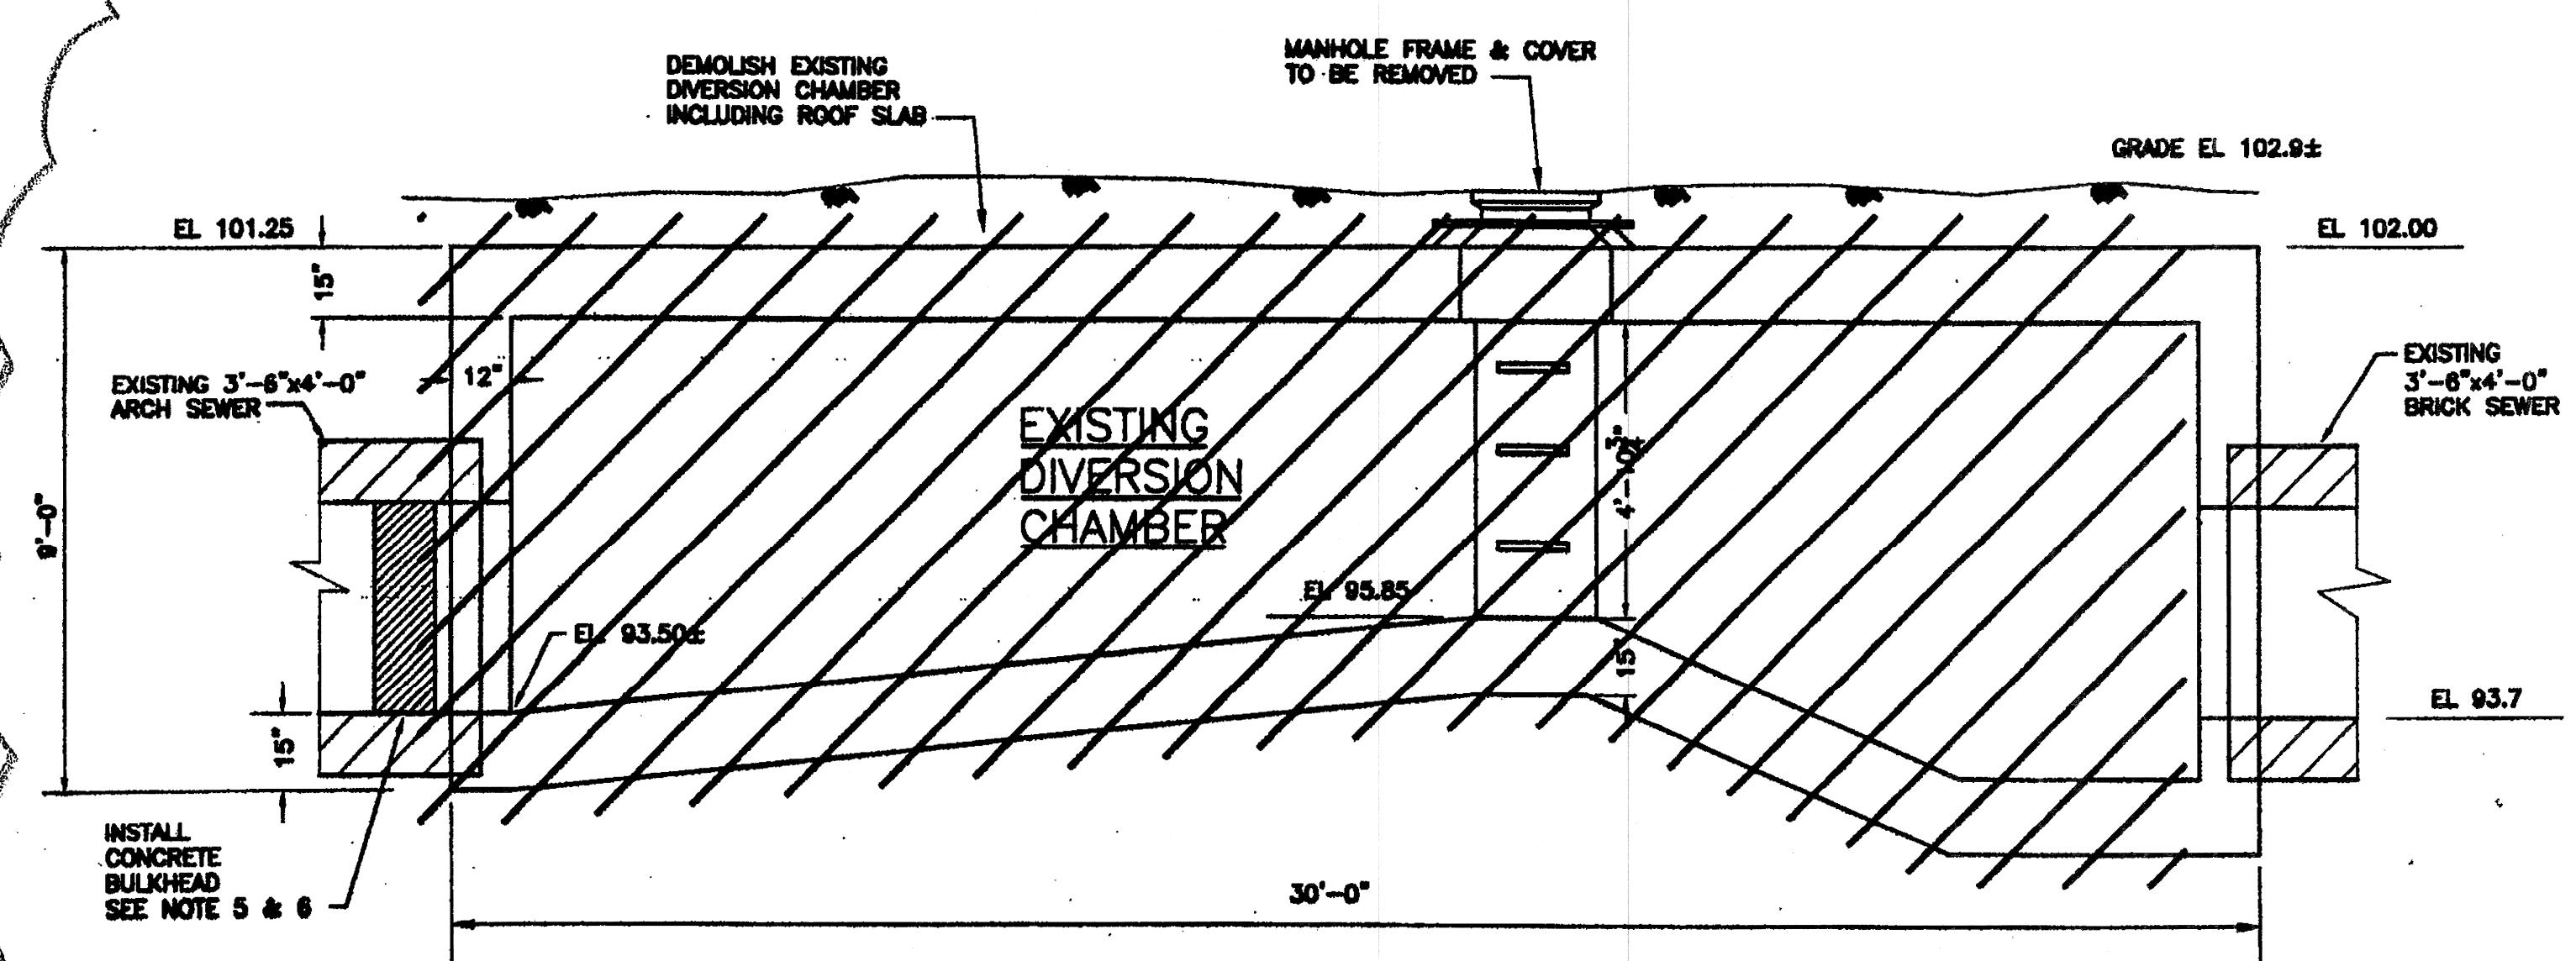 DEMOLISH EXISTING
DIVERSION CHAMBER
INCLUDING ROOF SLAB
MANHOLE FRAME & COVER
TO BE REMOVED
GRADE EL 102.9±
EL 101.25
EL 102.00
15"
12"
EXISTING 3'-6"x4'-0"
ARCH SEWER
EXISTING
3'-6"x4'-0"
BRICK SEWER
EXISTING
DIVERSION
CHAMBER
4'-10¾"
9'-0"
EL 95.85
EL 93.50±
15"
15"
EL 93.7
INSTALL
CONCRETE
BULKHEAD
SEE NOTE 5 & 6
30'-0"